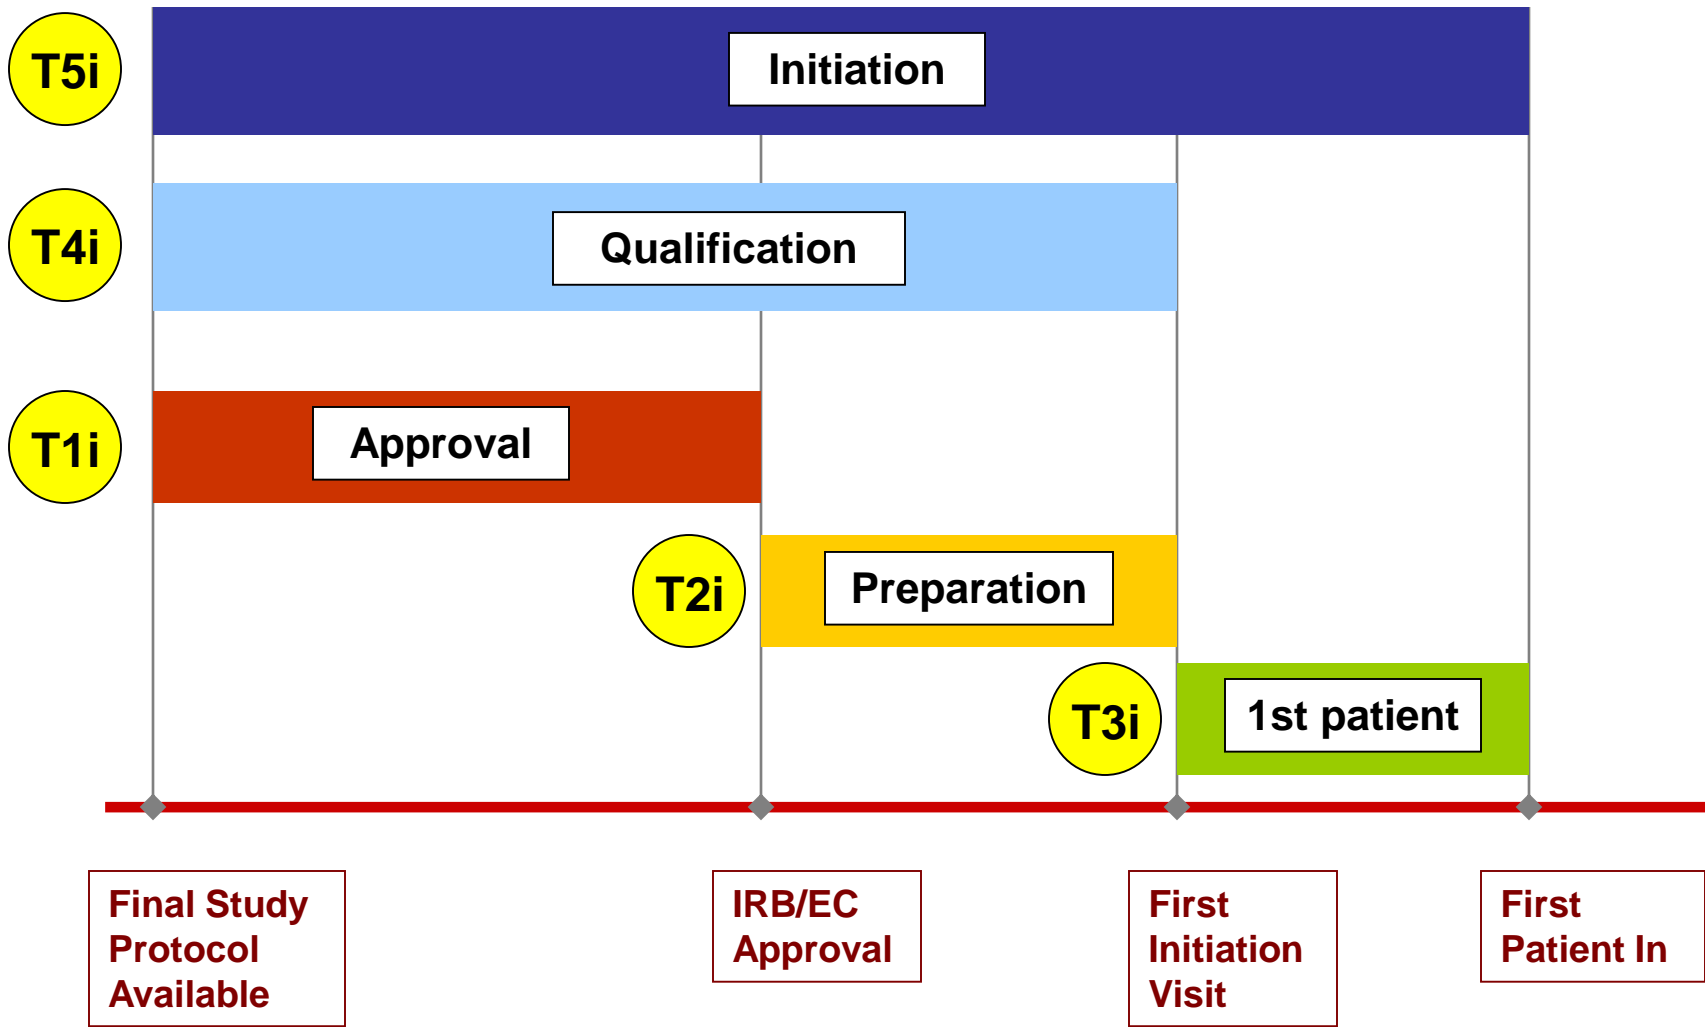 T5i
Initiation
T4i
Qualification
T1i
Approval
T2i
Preparation
T3i
1st patient
Final Study
Protocol
Available
IRB/EC
Approval
First
Initiation
Visit
First
Patient In